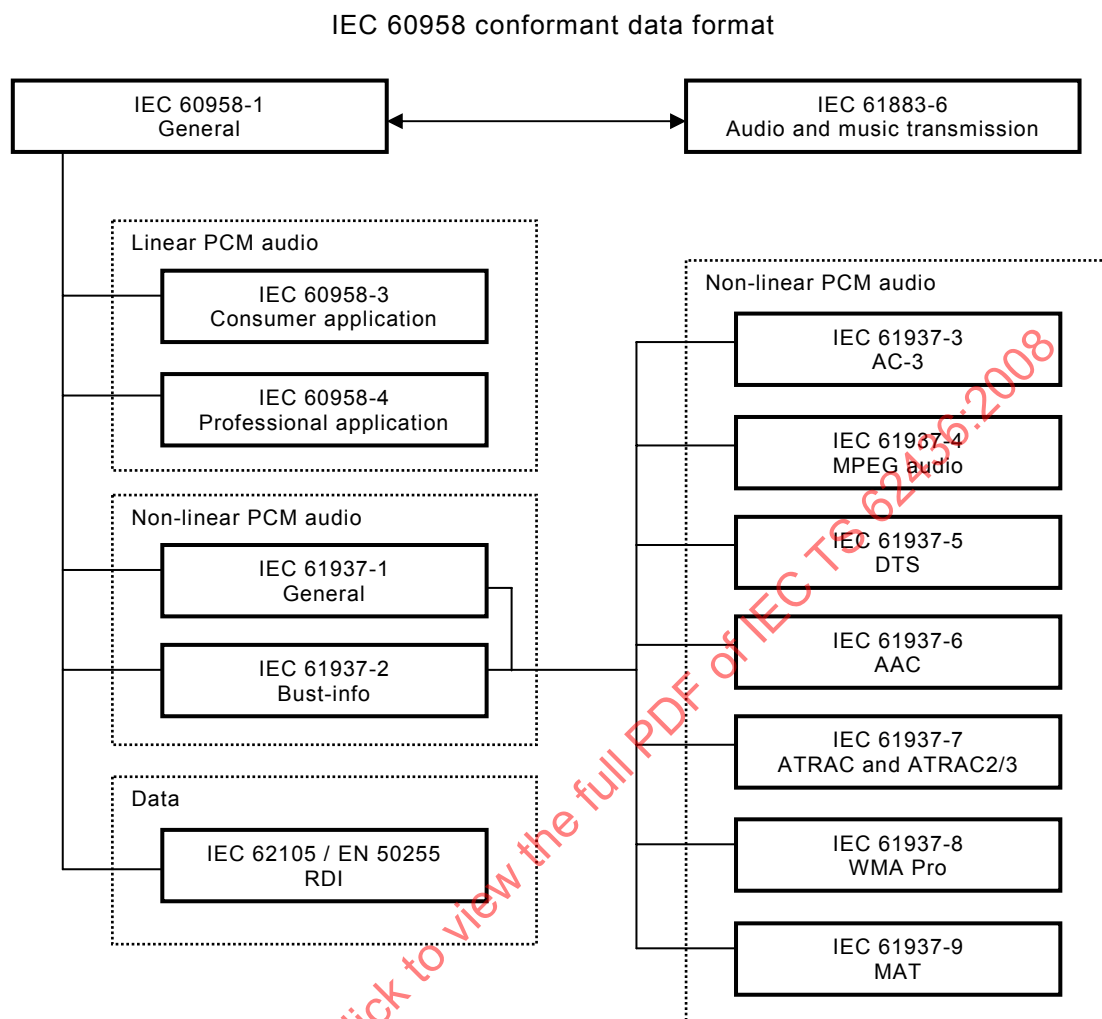 IEC 60958 conformant data format
IEC 60958-1
General
IEC 61883-6
Audio and music transmission
Linear PCM audio
IEC 60958-3
Consumer application
IEC 60958-4
Professional application
Non-linear PCM audio
IEC 61937-1
General
IEC 61937-2
Bust-info
Data
IEC 62105 / EN 50255
RDI
Non-linear PCM audio
IEC 61937-3
AC-3
IEC 61937-4
MPEG audio
IEC 61937-5
DTS
IEC 61937-6
AAC
IEC 61937-7
ATRAC and ATRAC2/3
IEC 61937-8
WMA Pro
IEC 61937-9
MAT
to view the full PDF of IEC TS 62436:2008